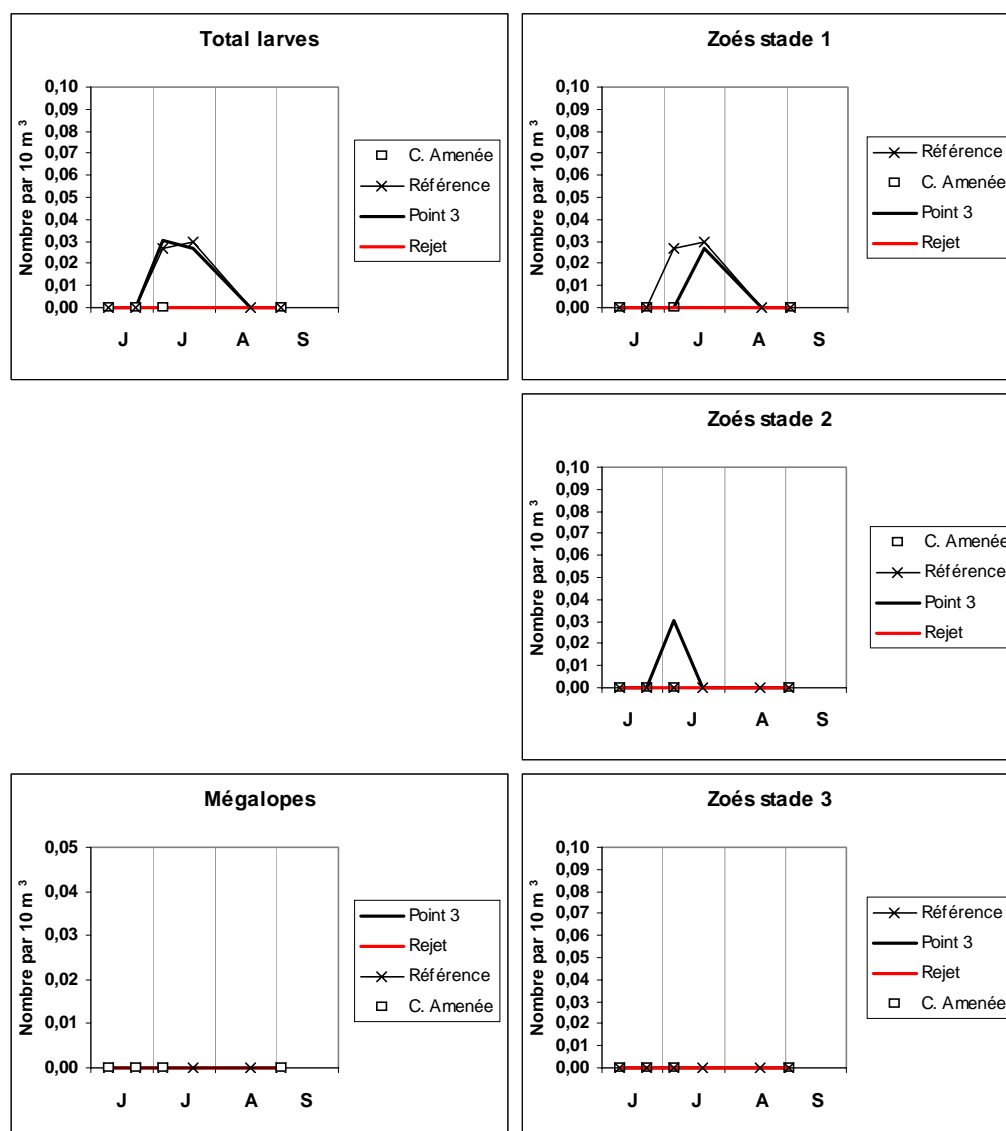 Total larves
Nombre par 10 m ³
0,10
0,09
0,08
0,07
0,06
0,05
0,04
0,03
0,02
0,01
0,00
J J A S
C. Amenée
Référence
Point 3
Rejet
Zoés stade 1
Nombre par 10 m ³
0,10
0,09
0,08
0,07
0,06
0,05
0,04
0,03
0,02
0,01
0,00
J J A S
Référence
C. Amenée
Point 3
Rejet
Zoés stade 2
Nombre par 10 m ³
0,10
0,09
0,08
0,07
0,06
0,05
0,04
0,03
0,02
0,01
0,00
J J A S
C. Amenée
Référence
Point 3
Rejet
Mégalopes
Nombre par 10 m ³
0,05
0,04
0,03
0,02
0,01
0,00
J J A S
Point 3
Rejet
Référence
C. Amenée
Zoés stade 3
Nombre par 10 m ³
0,10
0,09
0,08
0,07
0,06
0,05
0,04
0,03
0,02
0,01
0,00
J J A S
Référence
Point 3
Rejet
C. Amenée